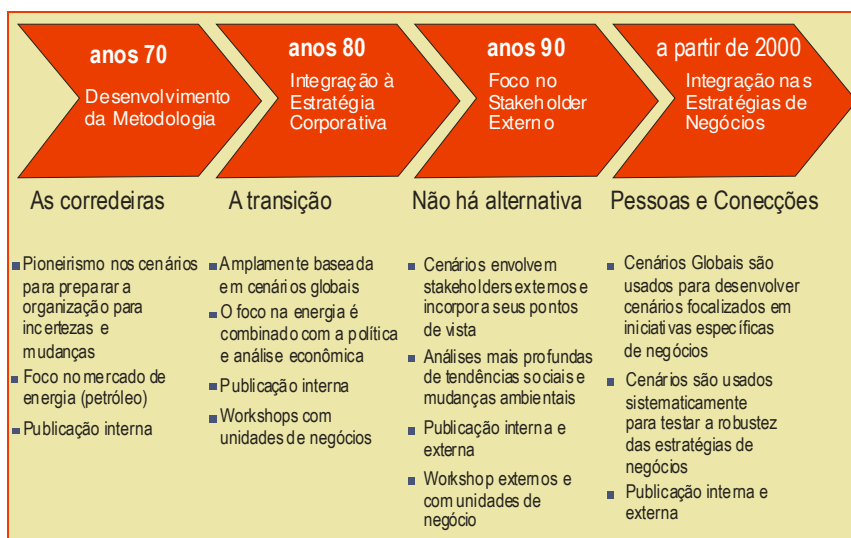 anos 70
Desenvolvimento
da Metodologia
anos 80
Integração à
Estratégia
Corporativa
anos 90
Foco no
Stakeholder
Externo
a partir de 2000
Integração nas
Estratégias de
Negócios
As corredeiras
Pioneirismo nos cenários
para preparar a
organização para
incertezas e
mudanças
Foco no mercado de
energia (petróleo)
Publicação interna
A transição
Amplamente baseada
em cenários globais
O foco na energia é
combinado com a política
e análise econômica
Publicação interna
Workshops com
unidades de negócios
Não há alternativa
Cenários envolvem
stakeholders externos e
incorpora seus pontos
de vista
Análises mais profundas
de tendências sociais e
mudanças ambientais
Publicação interna e
externa
Workshop externos e
com unidades de
negócio
Pessoas e Conecções
Cenários Globais são
usados para desenvolver
cenários focalizados em
iniciativas específicas
de negócios
Cenários são usados
sistematicamente
para testar a robustez
das estratégias de
negócios
Publicação interna e
externa